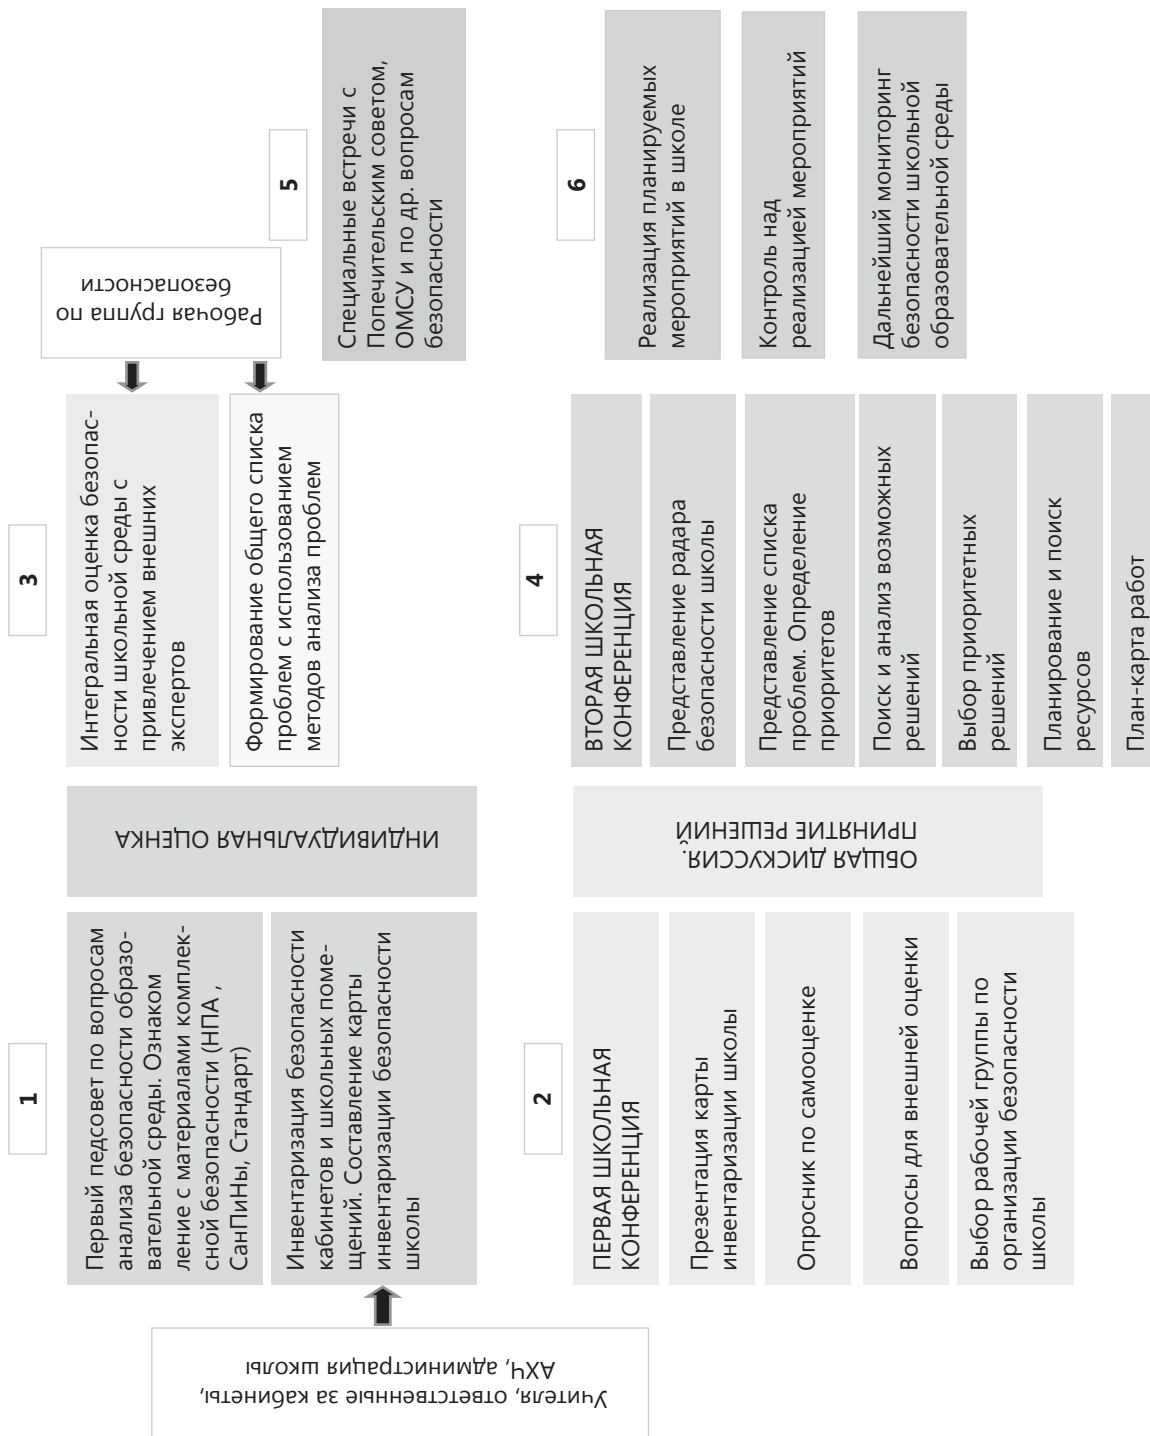 Учителя, ответственные за кабинеты,
АХЧ, администрация школы
1
Первый педсовет по вопросам
анализа безопасности образо-
вательной среды. Ознаком
ление с материалами комплек-
сной безопасности (НПА ,
СанПиНы, Стандарт)
Инвентаризация безопасности
кабинетов и школьных поме-
щений. Составление карты
инвентаризации безопасности
школы
ИНДИВИДУАЛЬНАЯ ОЦЕНКА
3
Интегральная оценка безопас-
ности школьной среды с
привлечением внешних
экспертов
Формирование общего списка
проблем с использованием
методов анализа проблем
Рабочая группа по
безопасности
5
Специальные встречи с
Попечительским советом,
ОМСУ и по др. вопросам
безопасности
2
ПЕРВАЯ ШКОЛЬНАЯ
КОНФЕРЕНЦИЯ
Презентация карты
инвентаризации школы
Опросник по самооценке
Вопросы для внешней оценки
Выбор рабочей группы по
организации безопасности
школы
ОБЩАЯ ДИСКУССИЯ.
ПРИНЯТИЕ РЕШЕНИЙ
4
ВТОРАЯ ШКОЛЬНАЯ
КОНФЕРЕНЦИЯ
Представление радара
безопасности школы
Представление списка
проблем. Определение
приоритетов
Поиск и анализ возможных
решений
Выбор приоритетных
решений
Планирование и поиск
ресурсов
План-карта работ
6
Реализация планируемых
мероприятий в школе
Контроль над
реализацией мероприятий
Дальнейший мониторинг
безопасности школьной
образовательной среды